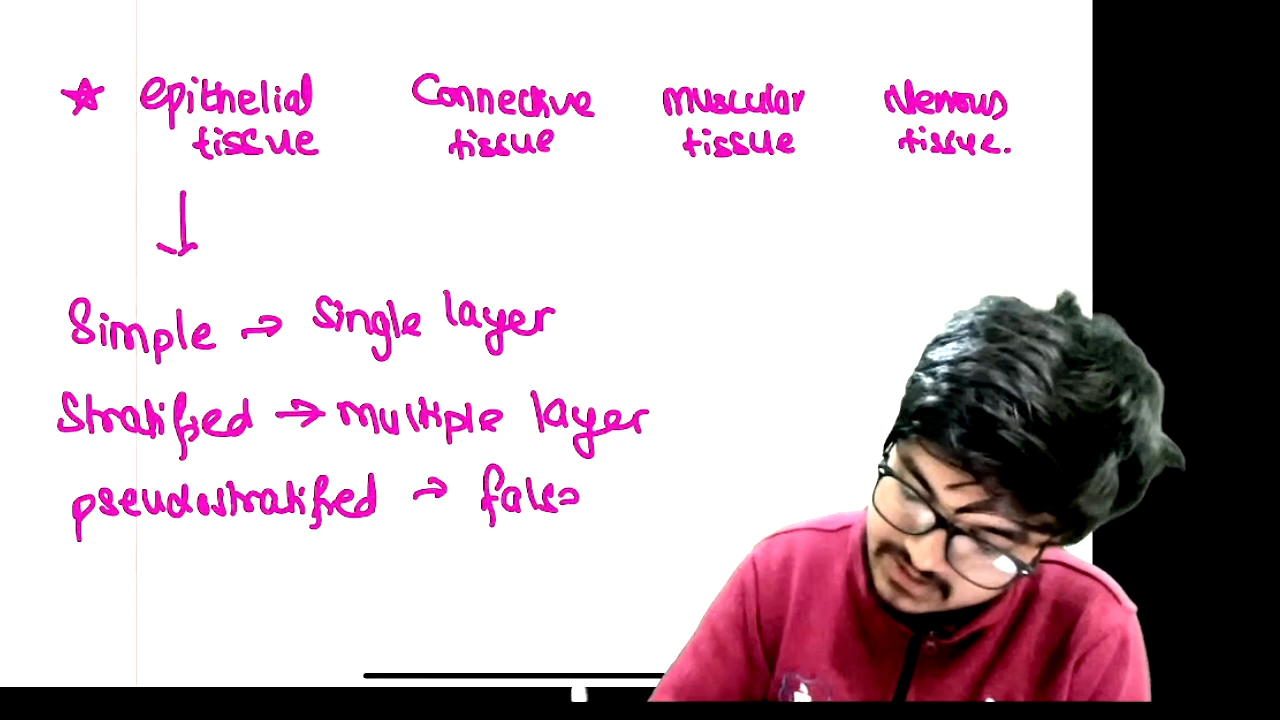 ☆ epithelial tissue
Connective tissue
muscular tissue
Nervous tissue.
↓
Simple → Single layer
Stratified → multiple layer
pseudostratified → false